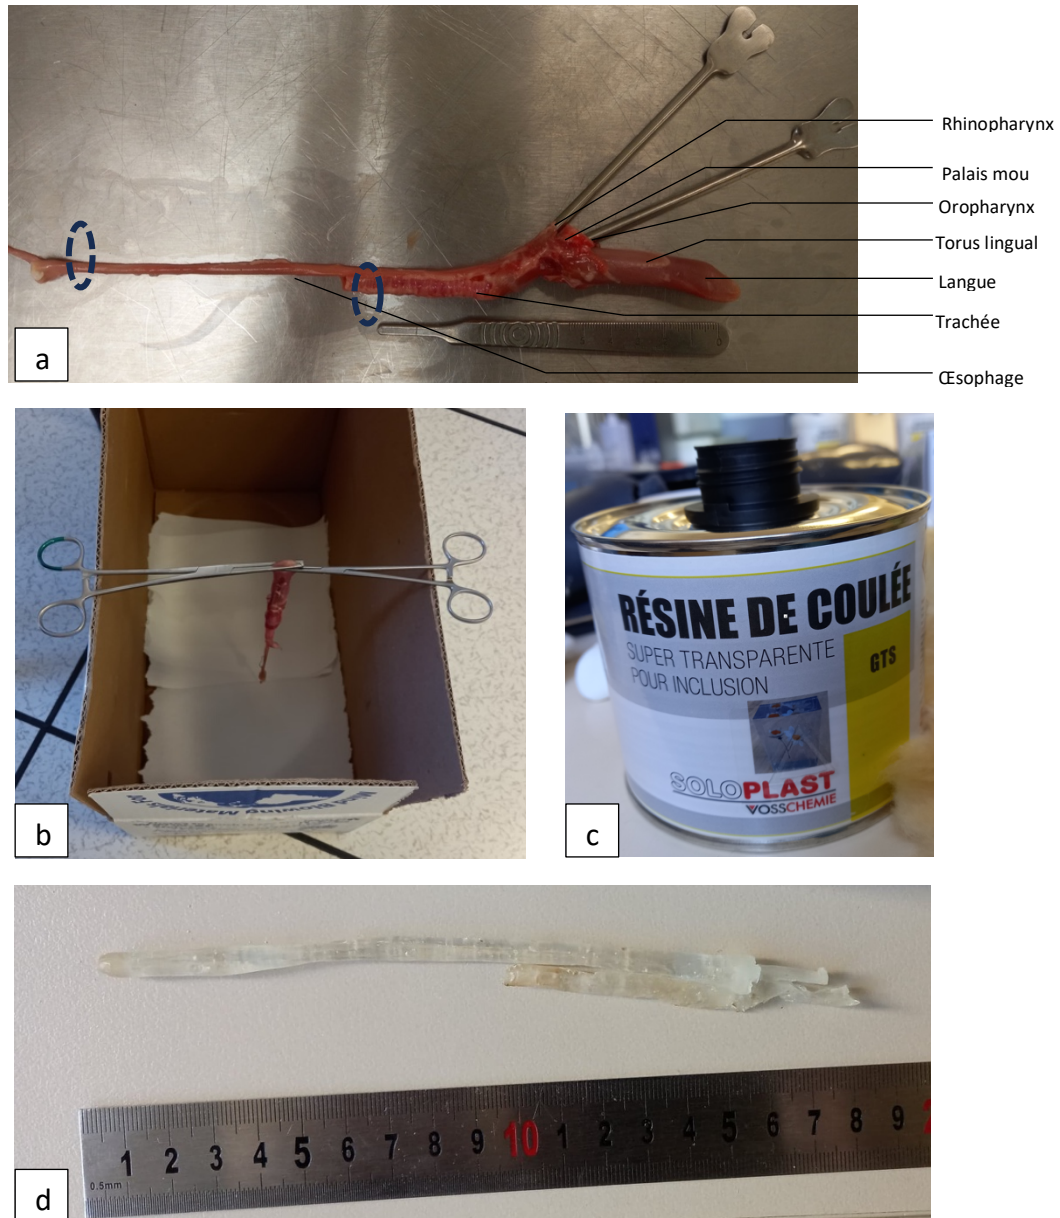 Rhinopharynx
Palais mou
Oropharynx
Torus lingual
Langue
Trachée
Œsophage
a
b
RÉSINE DE COULÉE
SUPER TRANSPARENTE
POUR INCLUSION
GTS
SOLOPLAST
VOSSCHEMIE
c
1 2 3 4 5 6 7 8 9 10 1 2 3 4 5 6 7 8 9 2
0.5mm
d